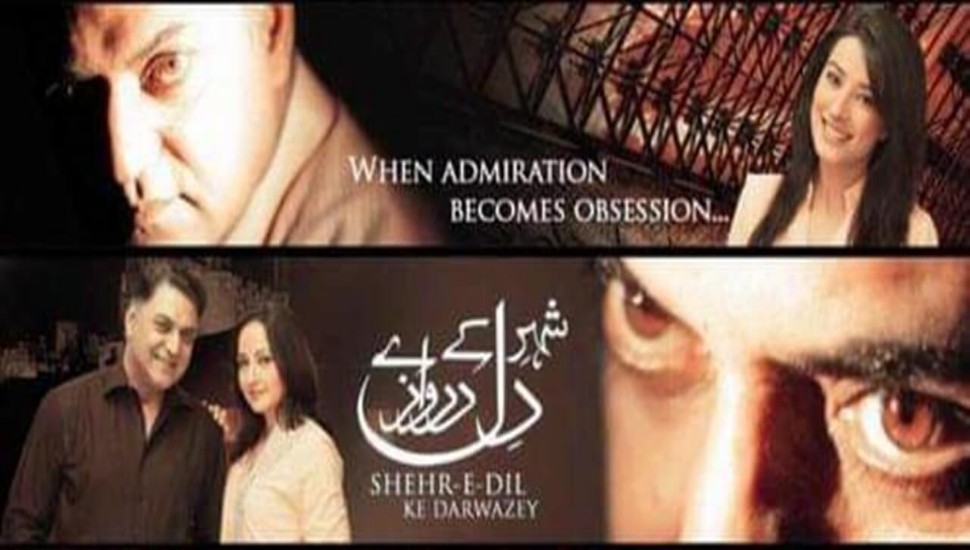 WHEN ADMIRATION
BECOMES OBSESSION...
شہرِ
دل کے دروازے
SHEHR-E-DIL
KE DARWAZEY